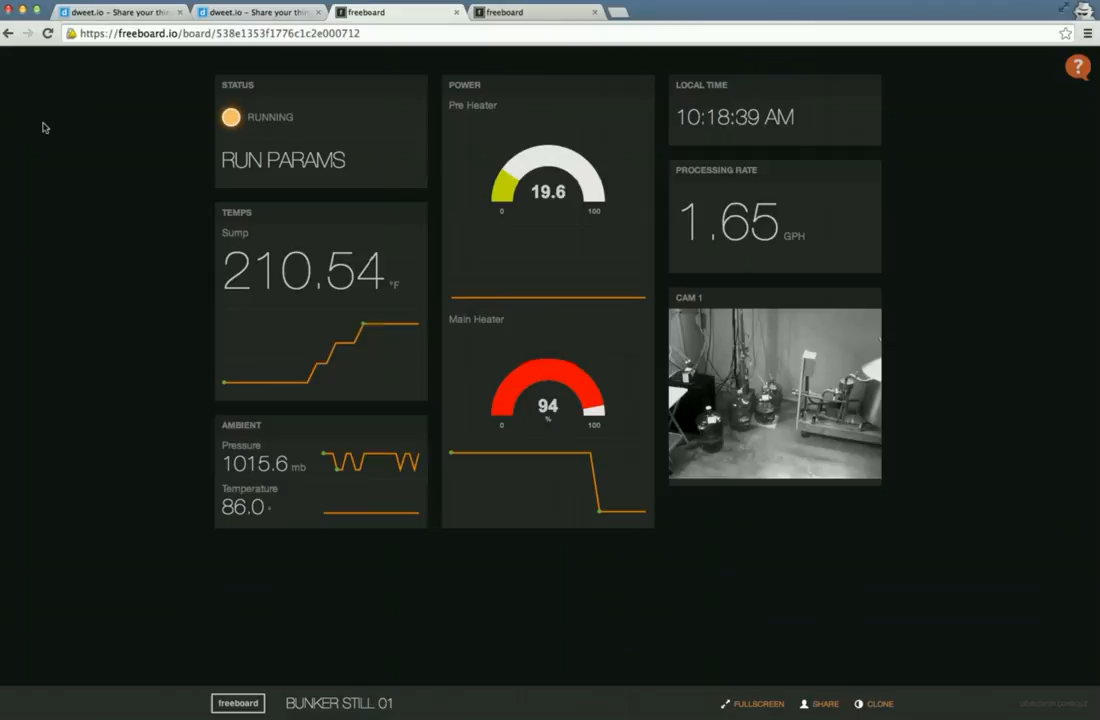 dweet.io – Share your thi
dweet.io – Share your thi
freeboard
freeboard
https://freeboard.io/board/538e1353f1776c1c2e000712
?
STATUS
RUNNING
RUN PARAMS
TEMPS
Sump
210.54 °F
AMBIENT
Pressure
1015.6 mb
Temperature
86.0 °
POWER
Pre Heater
19.6
0 100
Main Heater
94
%
0 100
LOCAL TIME
10:18:39 AM
PROCESSING RATE
1.65 GPH
CAM 1
freeboard BUNKER STILL 01
FULLSCREEN SHARE CLONE